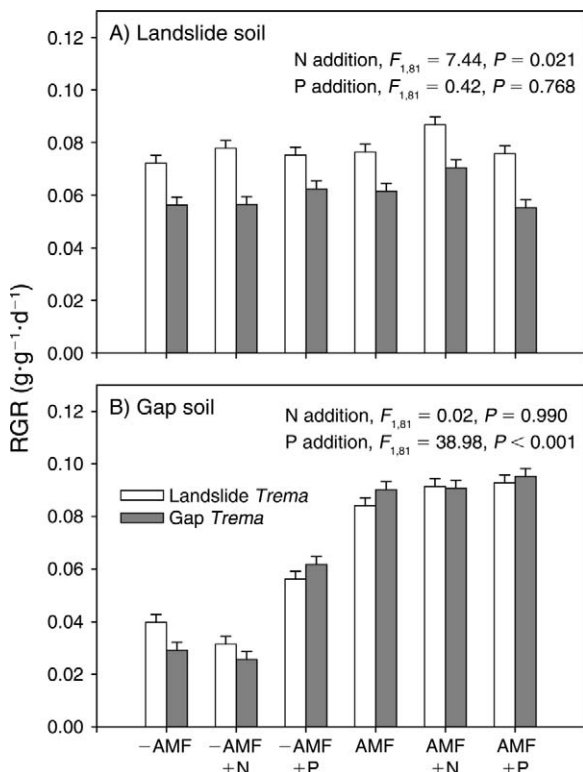 A) Landslide soil
N addition, F1,81 = 7.44, P = 0.021
P addition, F1,81 = 0.42, P = 0.768
0.12
0.10
0.08
0.06
0.04
0.02
0.00
RGR (g·g−1·d−1)
B) Gap soil
N addition, F1,81 = 0.02, P = 0.990
P addition, F1,81 = 38.98, P < 0.001
Landslide Trema
Gap Trema
0.12
0.10
0.08
0.06
0.04
0.02
0.00
−AMF −AMF −AMF AMF AMF AMF
+N +P +N +P